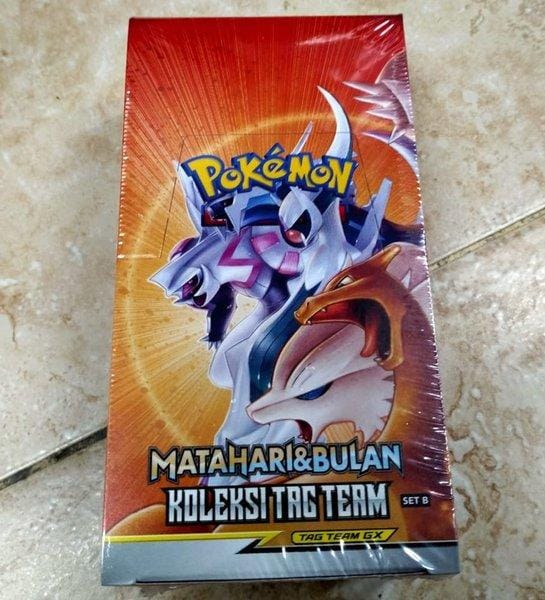 POKÉMON
MATAHARI&BULAN
KOLEKSI TAG TEAM SET B
TAG TEAM GX